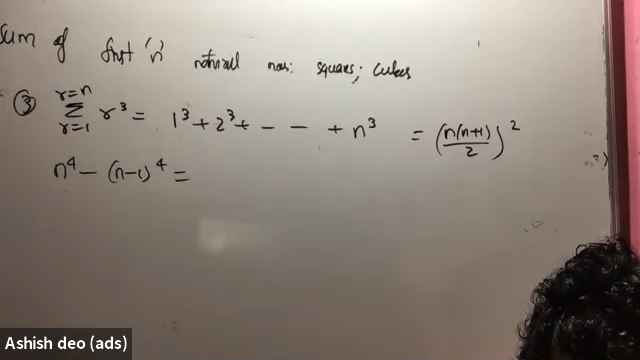 Sum of first 'n' natural nos: squares; cubes
③ r=n Σ r=1 r³ = 1³ + 2³ + - - + n³ = (n(n+1)/2)²
n⁴ - (n-1)⁴ =
Ashish deo (ads)